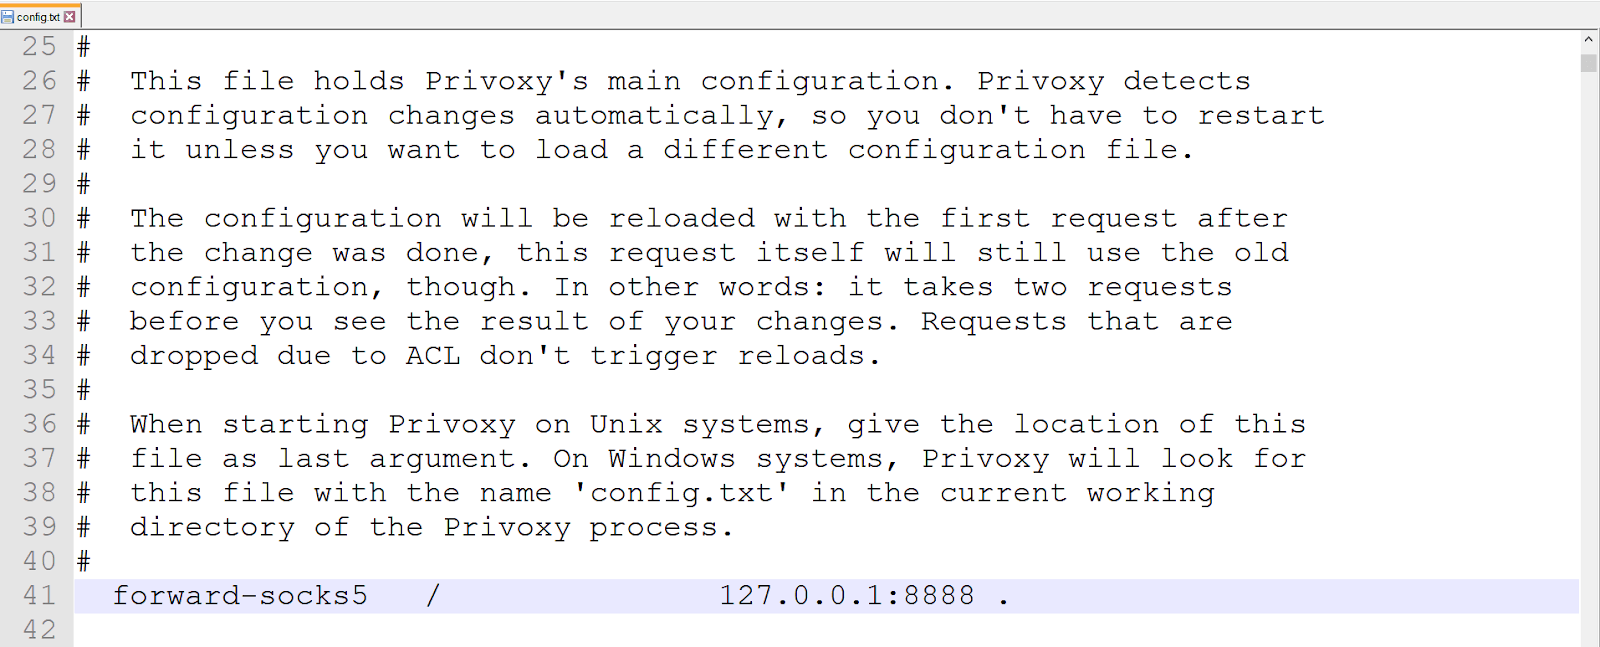 config.txt
25 #
26 #  This file holds Privoxy's main configuration. Privoxy detects
27 #  configuration changes automatically, so you don't have to restart
28 #  it unless you want to load a different configuration file.
29 #
30 #  The configuration will be reloaded with the first request after
31 #  the change was done, this request itself will still use the old
32 #  configuration, though. In other words: it takes two requests
33 #  before you see the result of your changes. Requests that are
34 #  dropped due to ACL don't trigger reloads.
35 #
36 #  When starting Privoxy on Unix systems, give the location of this
37 #  file as last argument. On Windows systems, Privoxy will look for
38 #  this file with the name 'config.txt' in the current working
39 #  directory of the Privoxy process.
40 #
41   forward-socks5   /               127.0.0.1:8888 .
42